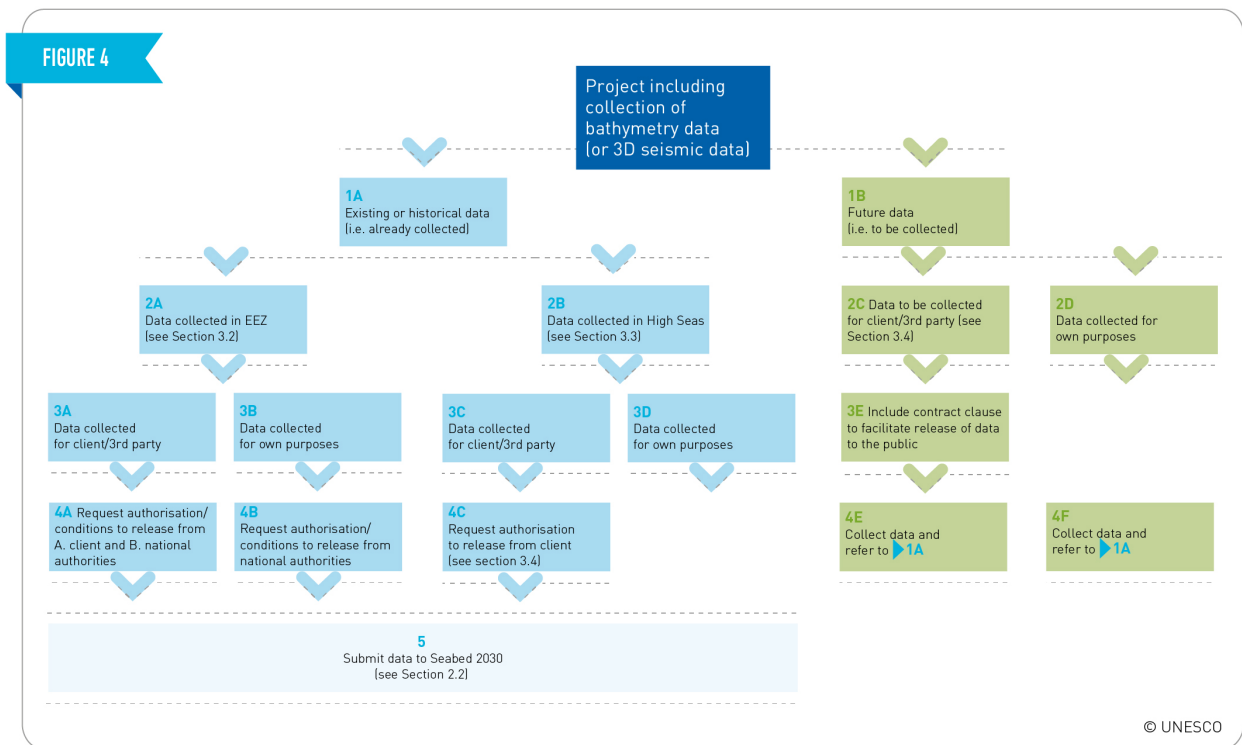 FIGURE 4
Project including
collection of
bathymetry data
(or 3D seismic data)
1A
Existing or historical data
(i.e. already collected)
1B
Future data
(i.e. to be collected)
2A
Data collected in EEZ
(see Section 3.2)
2B
Data collected in High Seas
(see Section 3.3)
2C Data to be collected
for client/3rd party (see
Section 3.4)
2D
Data collected for
own purposes
3A
Data collected
for client/3rd party
3B
Data collected
for own purposes
3C
Data collected
for client/3rd party
3D
Data collected
for own purposes
3E Include contract clause
to facilitate release of data
to the public
4A Request authorisation/
conditions to release from
A. client and B. national
authorities
4B
Request authorisation/
conditions to release from
national authorities
4C
Request authorisation
to release from client
(see section 3.4)
4E
Collect data and
refer to 1A
4F
Collect data and
refer to 1A
5
Submit data to Seabed 2030
(see Section 2.2)
© UNESCO